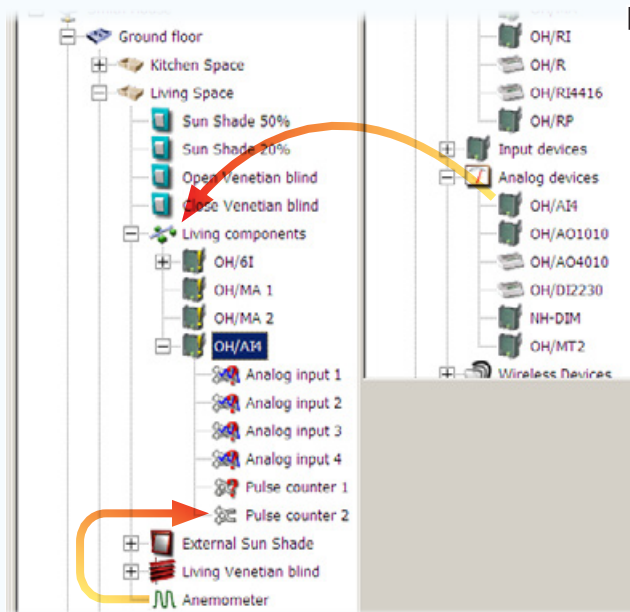 Ground floor
Kitchen Space
Living Space
Sun Shade 50%
Sun Shade 20%
Open Venetian blind
Close Venetian blind
Living components
OH/6I
OH/MA 1
OH/MA 2
OH/AI4
Analog input 1
Analog input 2
Analog input 3
Analog input 4
Pulse counter 1
Pulse counter 2
External Sun Shade
Living Venetian blind
Anemometer
OH/RI
OH/R
OH/RI4416
OH/RP
Input devices
Analog devices
OH/AI4
OH/AO1010
OH/AO4010
OH/DI2230
NH-DIM
OH/MT2
Wireless Devices